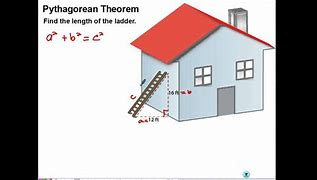 Pythagorean Theorem
Find the length of the ladder.
a² + b² = c²
c
16 ft = b
a = 12 ft